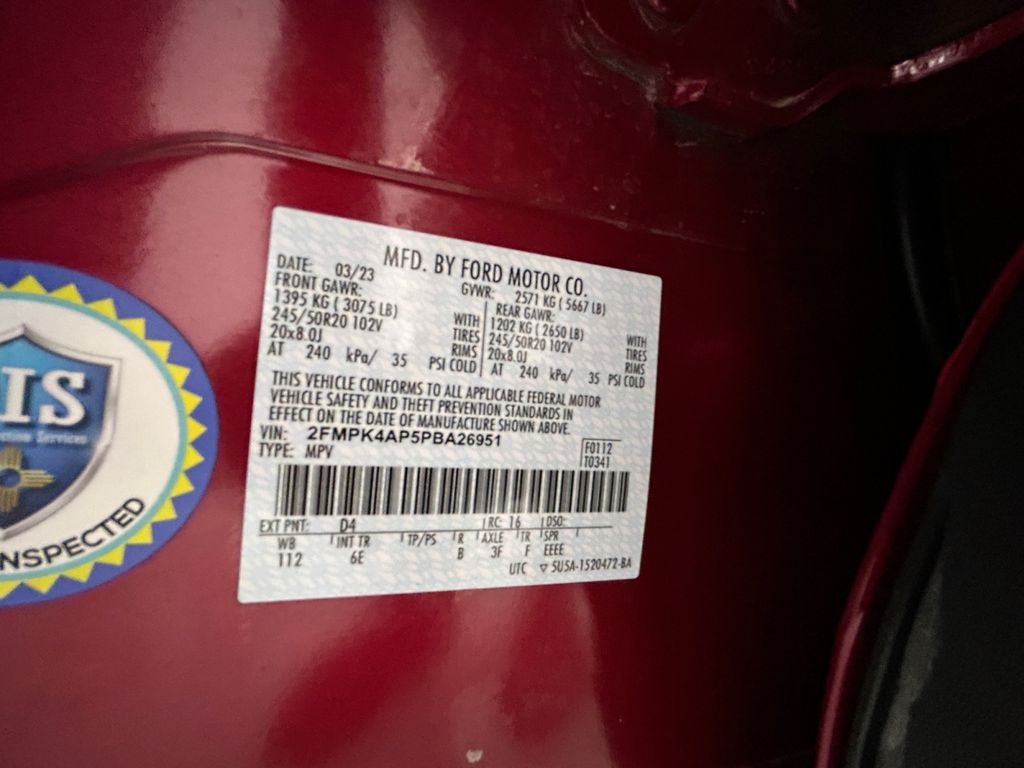 MFD. BY FORD MOTOR CO.
DATE: 03/23
GVWR: 2571 KG ( 5667 LB)
FRONT GAWR:
1395 KG ( 3075 LB)
245/50R20 102V
20x8.0J
WITH
TIRES
RIMS
AT 240 kPa/ 35 PSI COLD
REAR GAWR:
1202 KG ( 2650 LB)
245/50R20 102V
20x8.0J
WITH
TIRES
RIMS
AT 240 kPa/ 35 PSI COLD
THIS VEHICLE CONFORMS TO ALL APPLICABLE FEDERAL MOTOR
VEHICLE SAFETY AND THEFT PREVENTION STANDARDS IN
EFFECT ON THE DATE OF MANUFACTURE SHOWN ABOVE.
VIN: 2FMPK4AP5PBA26951
TYPE: MPV
F0112
T0341
EXT PNT: D4 RC: 16 DSO:
WB INT TR TP/PS R AXLE TR SPR
112 6E B 3F F EEEE
UTC ▽ 5U5A-1520472-BA
IS
Services
NSPECTED